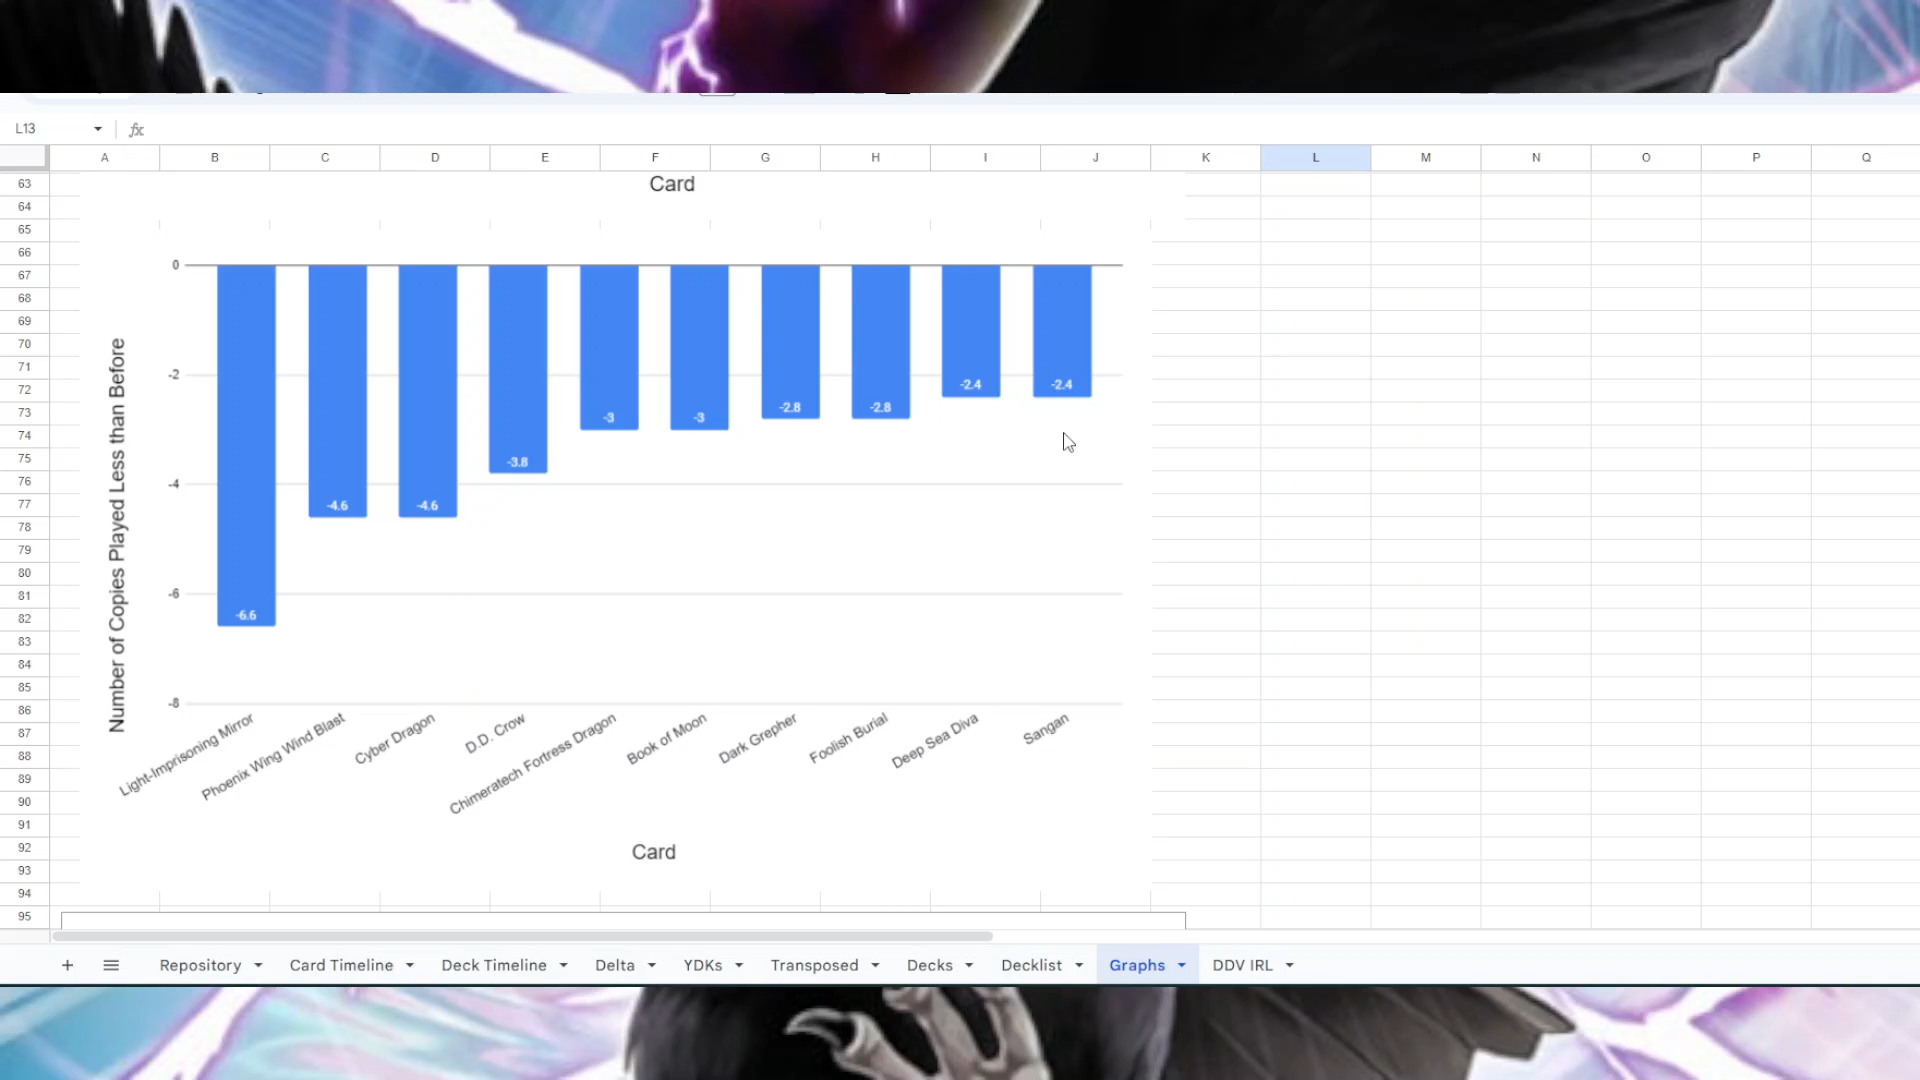 L13
fx
A B C D E F G H I J K L M N O P Q
63
Card
64
65
66
67
68
69
70
71
72
73
74
75
76
77
78
79
80
81
82
83
84
85
86
87
88
89
90
91
92
93
94
95
Number of Copies Played Less than Before
0
-2
-4
-6
-8
-6.6
-4.6
-4.6
-3.8
-3
-3
-2.8
-2.8
-2.4
-2.4
Light-Imprisoning Mirror
Phoenix Wing Wind Blast
Cyber Dragon
D.D. Crow
Chimeratech Fortress Dragon
Book of Moon
Dark Grepher
Foolish Burial
Deep Sea Diva
Sangan
Card
+ Repository Card Timeline Deck Timeline Delta YDKs Transposed Decks Decklist Graphs DDV IRL